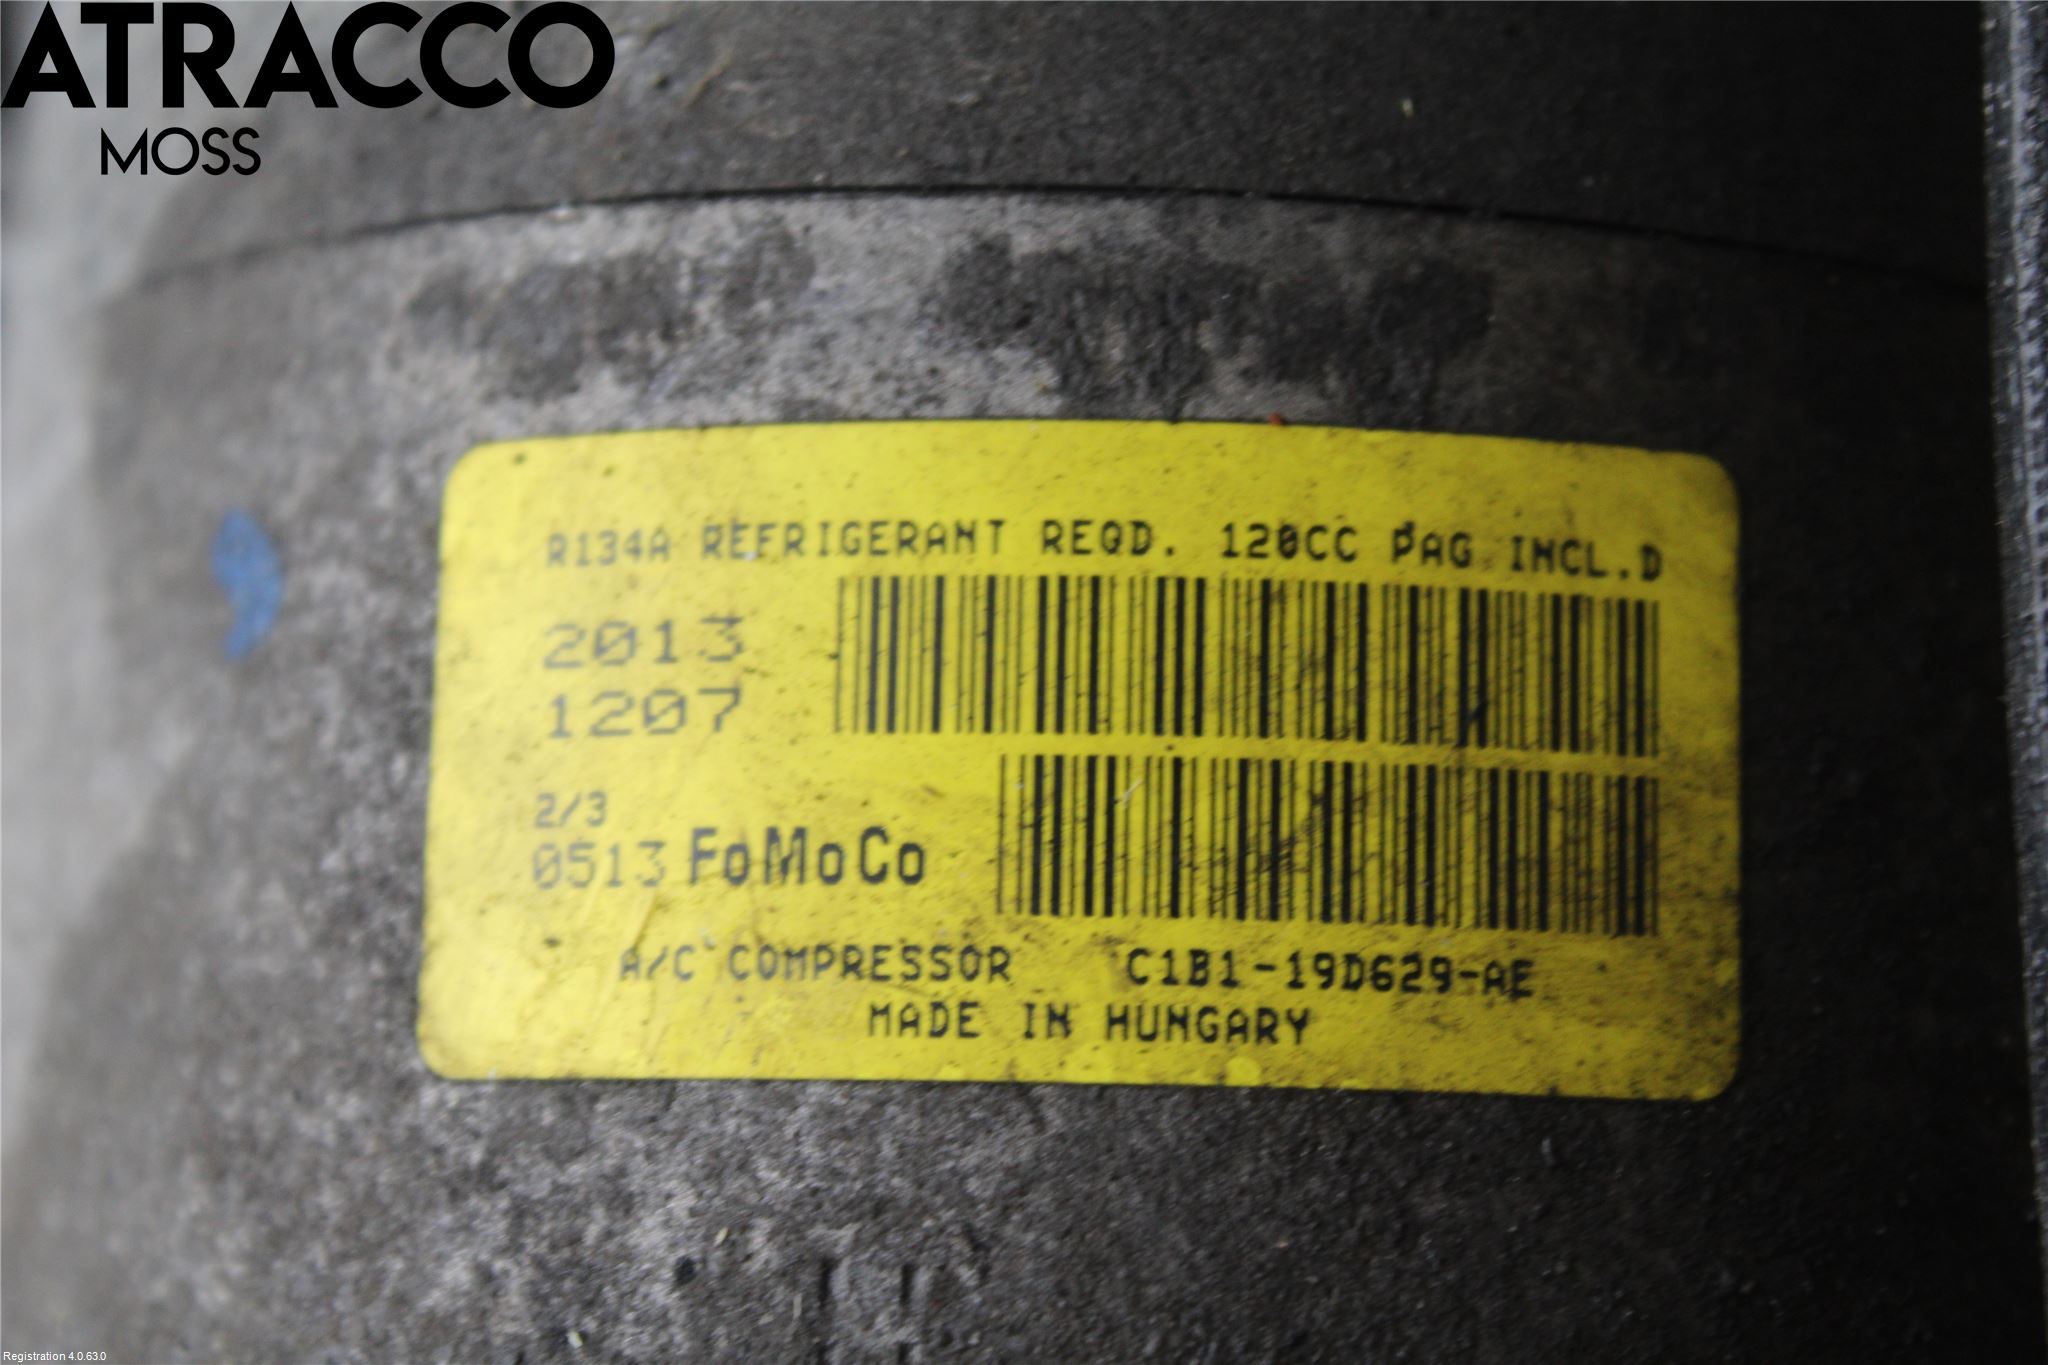 ATRACCO
MOSS
R134A REFRIGERANT REQD. 120CC PAG INCL.D
2013
1207
2/3
0513 FoMoCo
A/C COMPRESSOR C1B1-19D629-AE
MADE IN HUNGARY
Registration 4.0.63.0